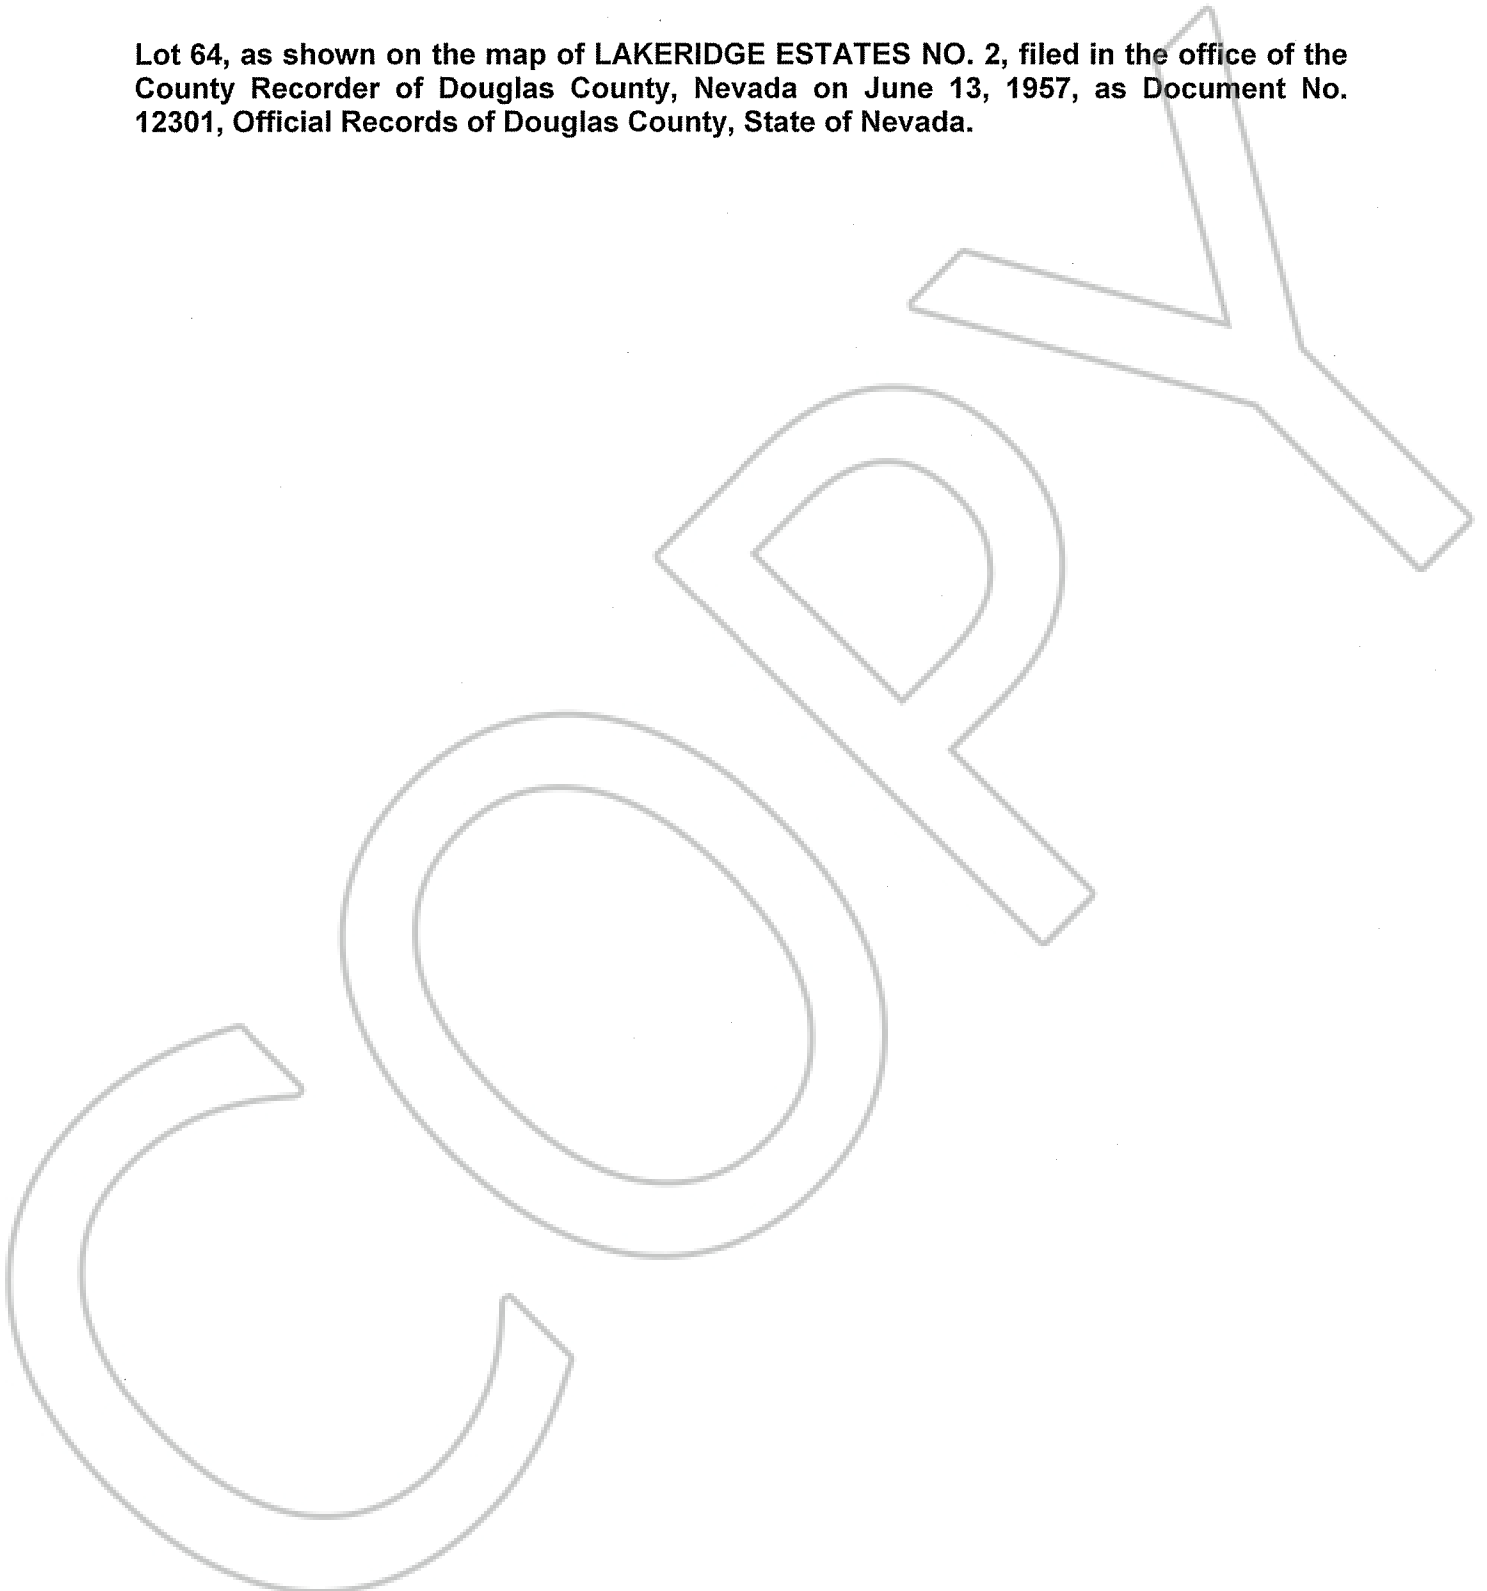 Lot 64, as shown on the map of LAKERIDGE ESTATES NO. 2, filed in the office of the
County Recorder of Douglas County, Nevada on June 13, 1957, as Document No.
12301, Official Records of Douglas County, State of Nevada.
COPY